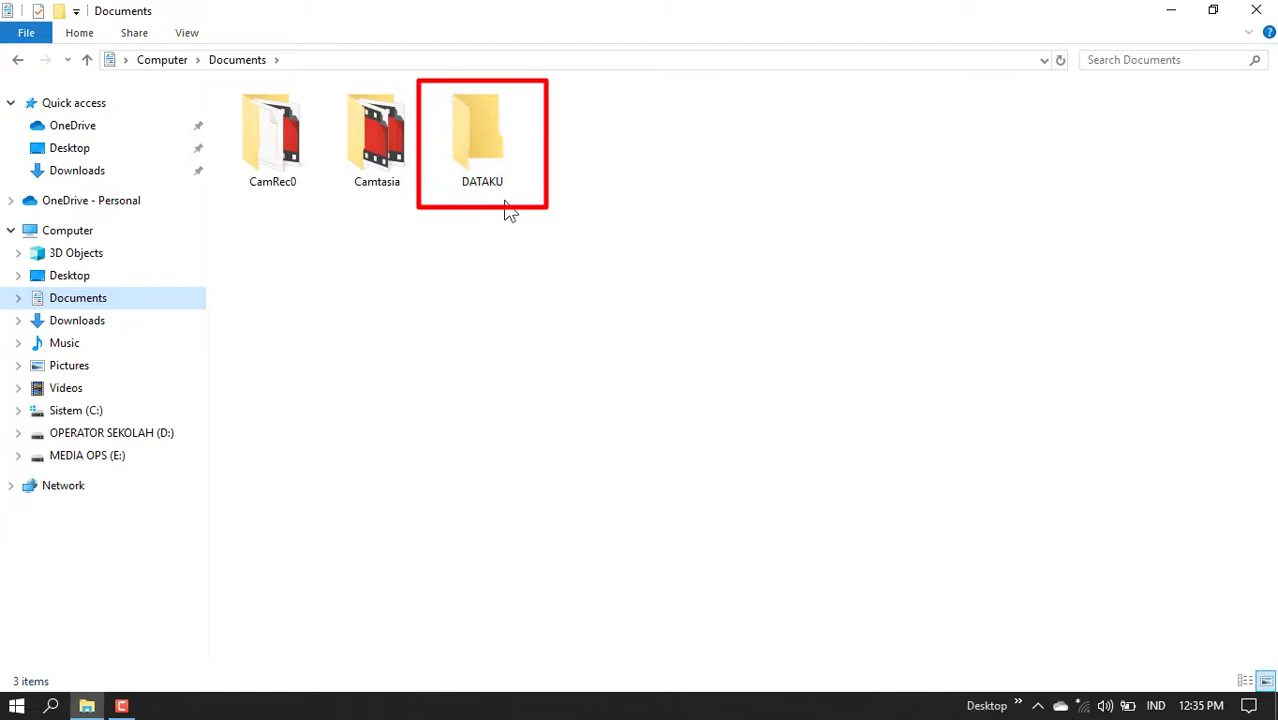 Documents
File Home Share View
Computer Documents
Search Documents
Quick access
OneDrive
Desktop
Downloads
OneDrive - Personal
Computer
3D Objects
Desktop
Documents
Downloads
Music
Pictures
Videos
Sistem (C:)
OPERATOR SEKOLAH (D:)
MEDIA OPS (E:)
Network
CamRec0 Camtasia DATAKU
3 items
Desktop IND 12:35 PM